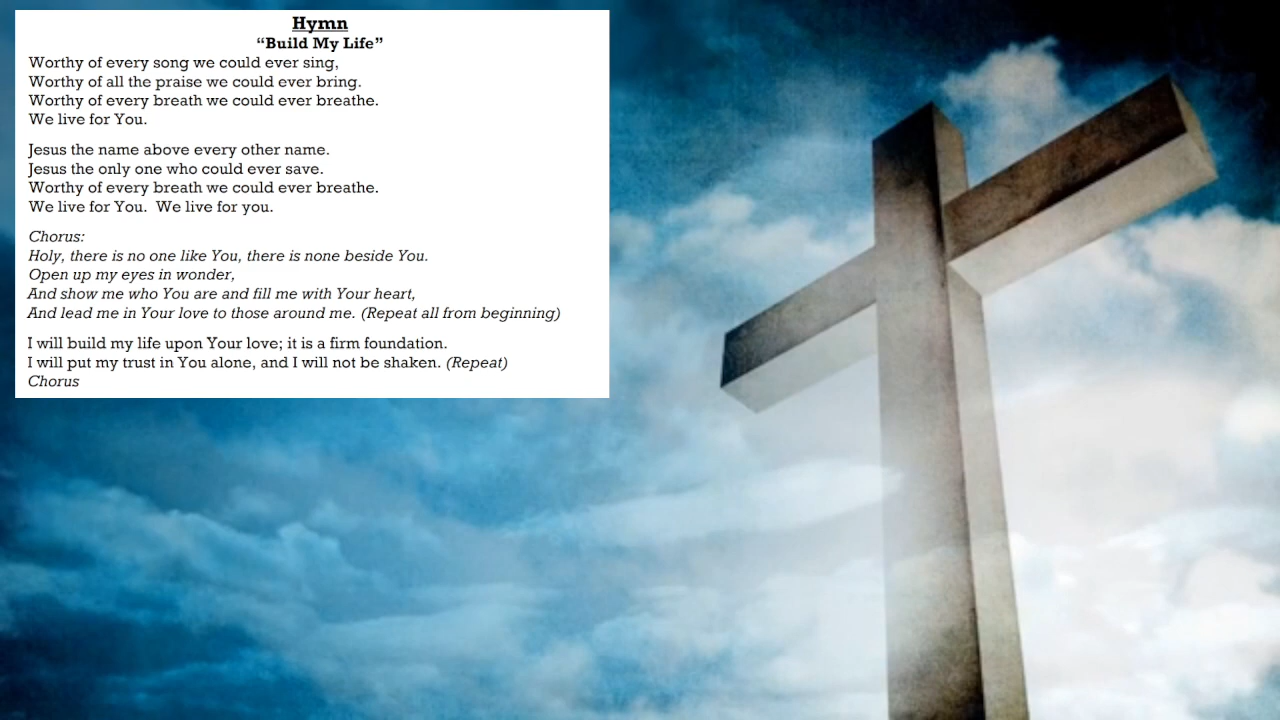 Hymn
“Build My Life”
Worthy of every song we could ever sing,
Worthy of all the praise we could ever bring.
Worthy of every breath we could ever breathe.
We live for You.
Jesus the name above every other name.
Jesus the only one who could ever save.
Worthy of every breath we could ever breathe.
We live for You.  We live for you.
Chorus:
Holy, there is no one like You, there is none beside You.
Open up my eyes in wonder,
And show me who You are and fill me with Your heart,
And lead me in Your love to those around me. (Repeat all from beginning)
I will build my life upon Your love; it is a firm foundation.
I will put my trust in You alone, and I will not be shaken. (Repeat)
Chorus